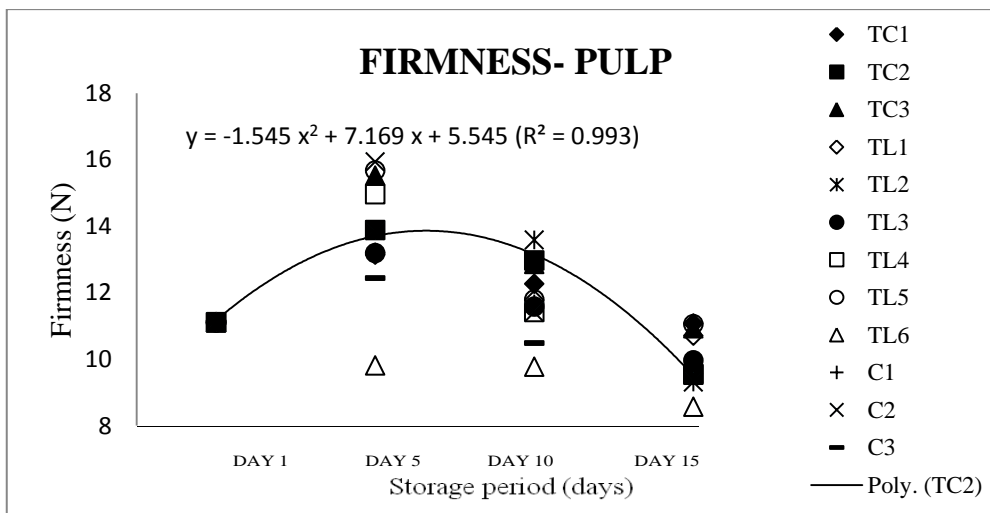 FIRMNESS- PULP
y = -1.545 x² + 7.169 x + 5.545 (R² = 0.993)
Firmness (N)
18
16
14
12
10
8
DAY 1 DAY 5 DAY 10 DAY 15
Storage period (days)
TC1
TC2
TC3
TL1
TL2
TL3
TL4
TL5
TL6
C1
C2
C3
Poly. (TC2)